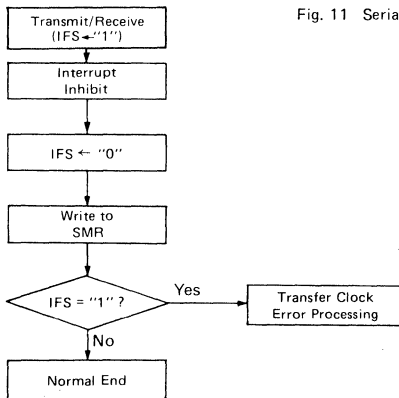 Transmit/Receive
(IFS←"1")
Fig. 11 Seria
Interrupt
Inhibit
IFS ← "0"
Write to
SMR
IFS = "1" ?
Yes
Transfer Clock
Error Processing
No
Normal End